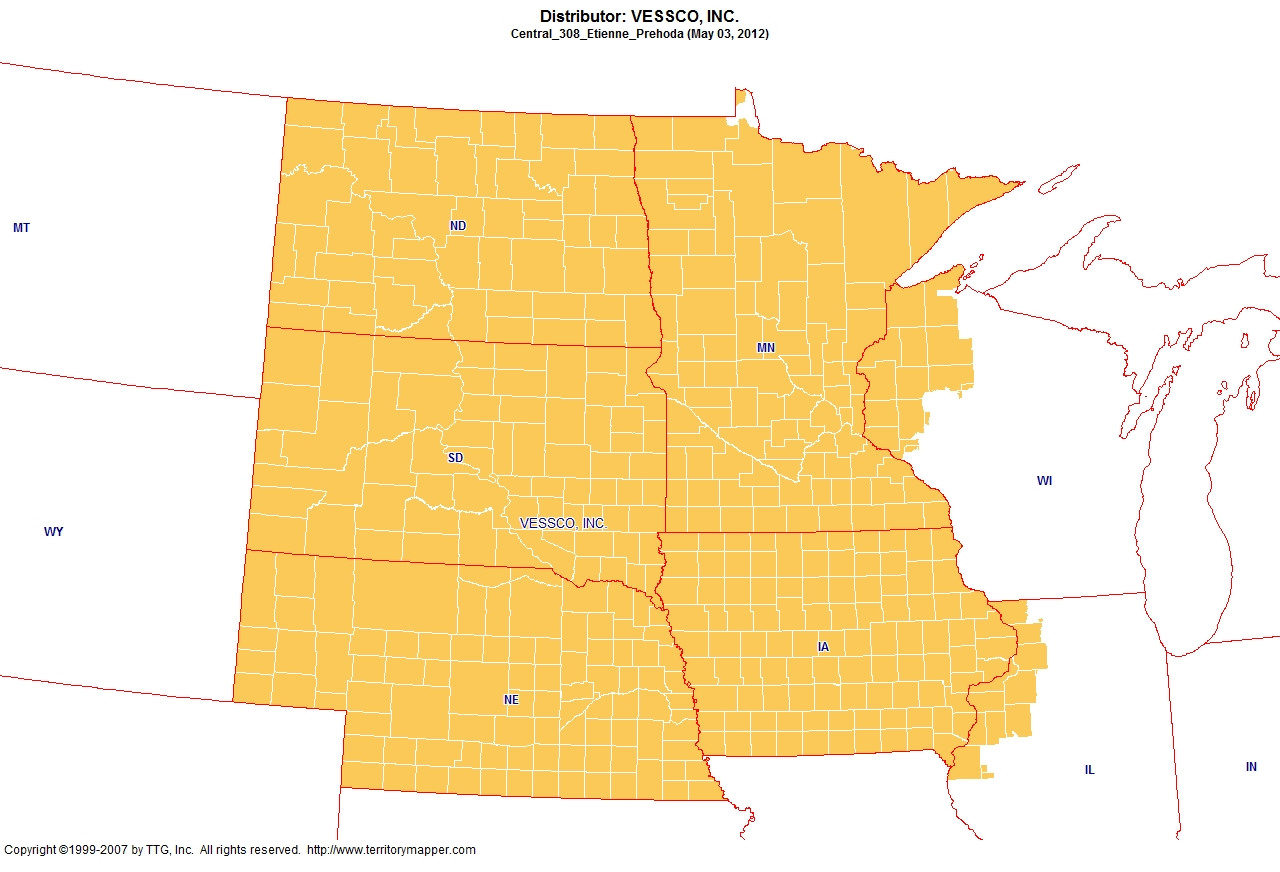 Distributor: VESSCO, INC.
Central_308_Etienne_Prehoda (May 03, 2012)
MT
ND
MN
SD
WI
VESSCO, INC.
WY
IA
NE
IN
IL
Copyright ©1999-2007 by TTG, Inc. All rights reserved. http://www.territorymapper.com